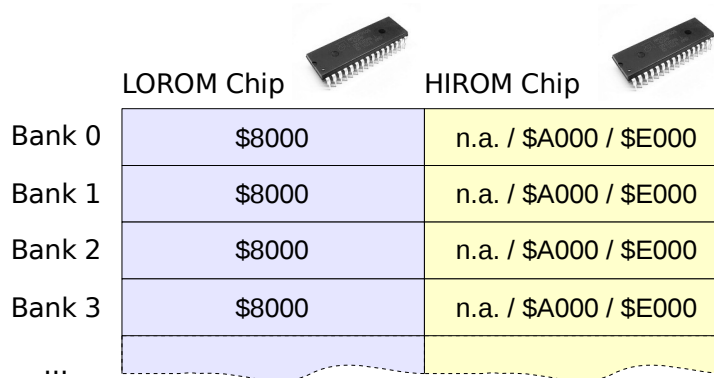 LOROM Chip HIROM Chip
Bank 0 $8000 n.a. / $A000 / $E000
Bank 1 $8000 n.a. / $A000 / $E000
Bank 2 $8000 n.a. / $A000 / $E000
Bank 3 $8000 n.a. / $A000 / $E000
...